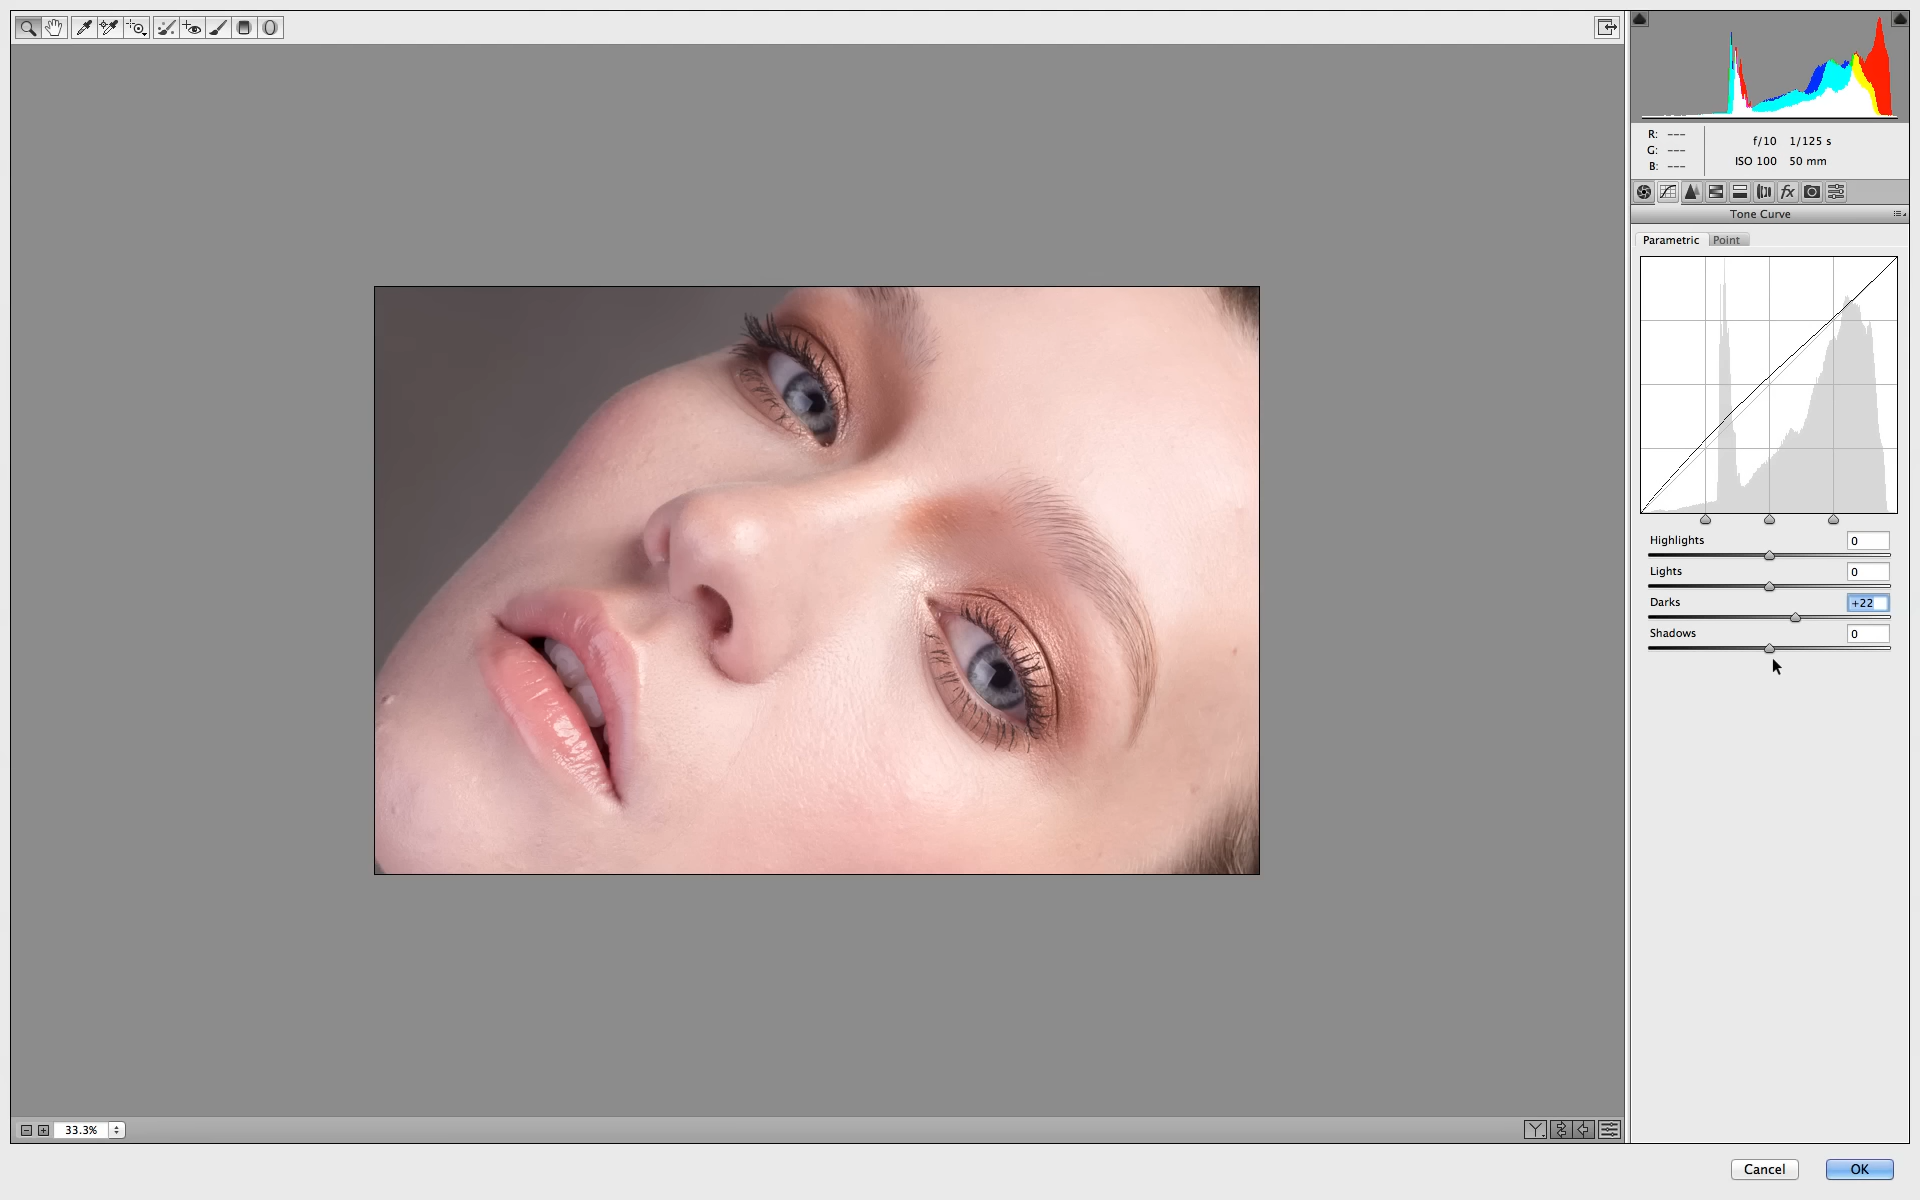 R: ---
G: ---
B: ---
f/10 1/125 s
ISO 100 50 mm
fx
Tone Curve
Parametric Point
Highlights 0
Lights 0
Darks +22
Shadows 0
33.3%
Cancel OK